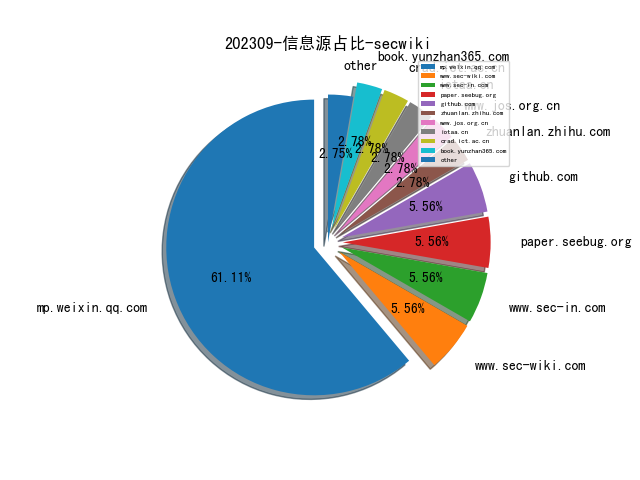 202309-信息源占比-secwiki
book.yunzhan365.com
other
crad.ict.ac.cn
www.jos.org.cn
zhuanlan.zhihu.com
github.com
paper.seebug.org
www.sec-in.com
www.sec-wiki.com
mp.weixin.qq.com
2.78%
2.75%
2.78%
2.78%
2.78%
2.78%
5.56%
5.56%
5.56%
5.56%
61.11%
mp.weixin.qq.com
www.sec-wiki.com
www.sec-in.com
paper.seebug.org
github.com
zhuanlan.zhihu.com
www.jos.org.cn
crad.ict.ac.cn
book.yunzhan365.com
other